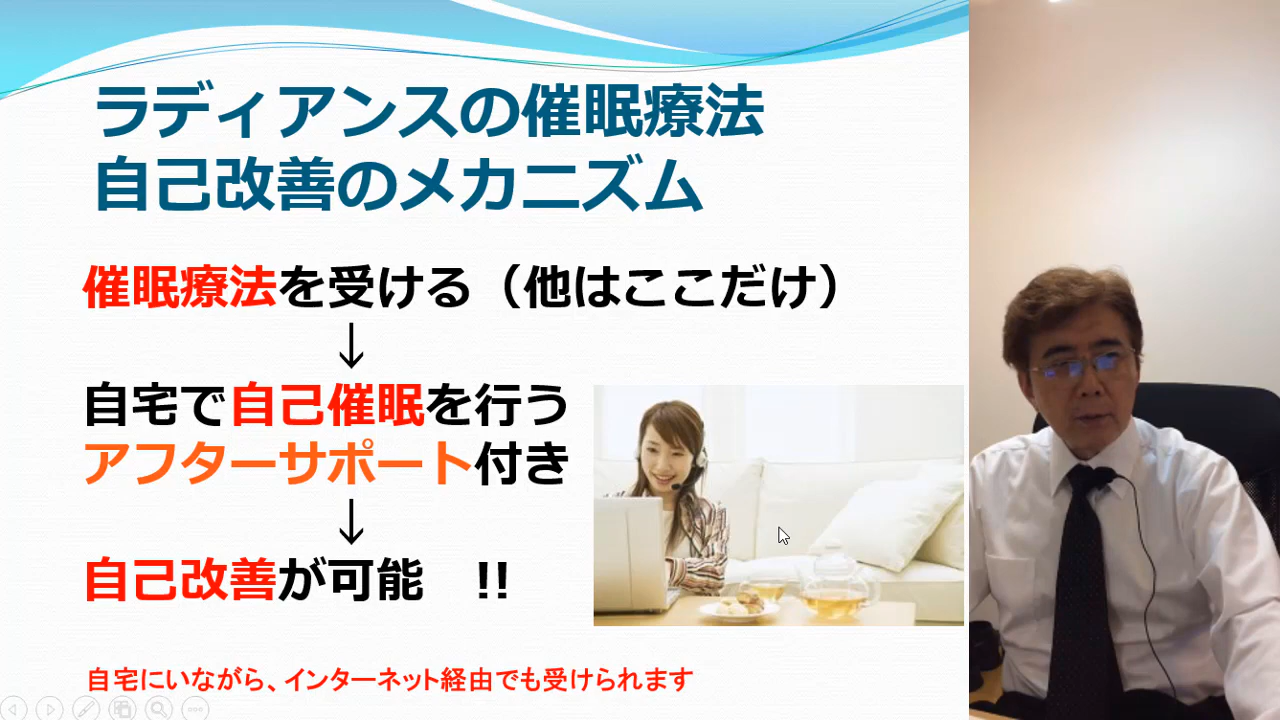 ラディアンスの催眠療法
自己改善のメカニズム
催眠療法を受ける（他はここだけ）
↓
自宅で自己催眠を行う
アフターサポート付き
↓
自己改善が可能　!!
自宅にいながら、インターネット経由でも受けられます